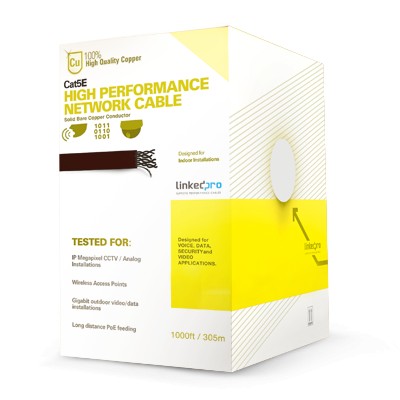 Cu
100%
High Quality Copper
Cat5E
HIGH PERFORMANCE
NETWORK CABLE
Solid Bare Copper Conductor
1011
0110
1001
Designed for
Indoor Installations
linkedpro
TESTED FOR:
IP Megapixel CCTV / Analog
Installations
Wireless Access Points
Gigabit outdoor video/data
installations
Long distance PoE feeding
Designed for
VOICE, DATA,
SECURITY and
VIDEO
APPLICATIONS.
1000ft / 305m
linkedpro